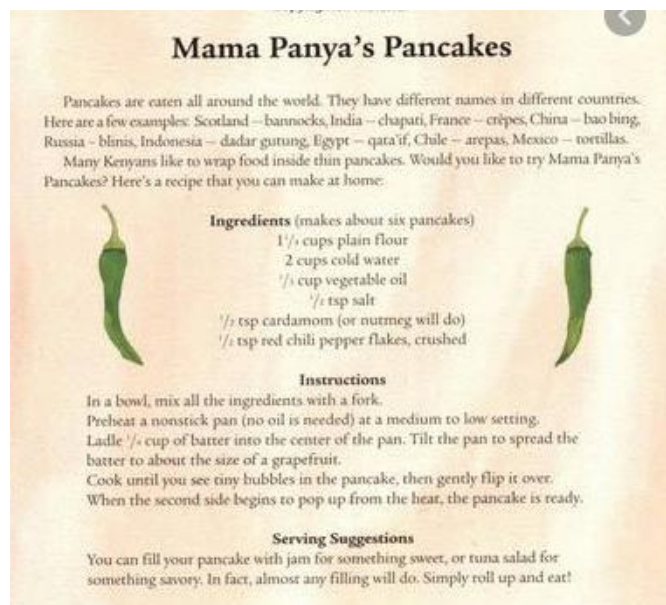 Mama Panya's Pancakes
Pancakes are eaten all around the world. They have different names in different countries.
Here are a few examples: Scotland – bannocks, India – chapati, France – crêpes, China – bao bing,
Russia – blinis, Indonesia – dadar gutung, Egypt – qata'if, Chile – arepas, Mexico – tortillas.
Many Kenyans like to wrap food inside thin pancakes. Would you like to try Mama Panya's
Pancakes? Here's a recipe that you can make at home:
Ingredients (makes about six pancakes)
cups plain flour
2 cups cold water
cup vegetable oil
1/2 tsp salt
1/2 tsp cardamom (or nutmeg will do)
1/2 tsp red chili pepper flakes, crushed
Instructions
In a bowl, mix all the ingredients with a fork.
Preheat a nonstick pan (no oil is needed) at a medium to low setting.
Ladle 1/4 cup of batter into the center of the pan. Tilt the pan to spread the
batter to about the size of a grapefruit.
Cook until you see tiny bubbles in the pancake, then gently flip it over.
When the second side begins to pop up from the heat, the pancake is ready.
Serving Suggestions
You can fill your pancake with jam for something sweet, or tuna salad for
something savory. In fact, almost any filling will do. Simply roll up and eat!